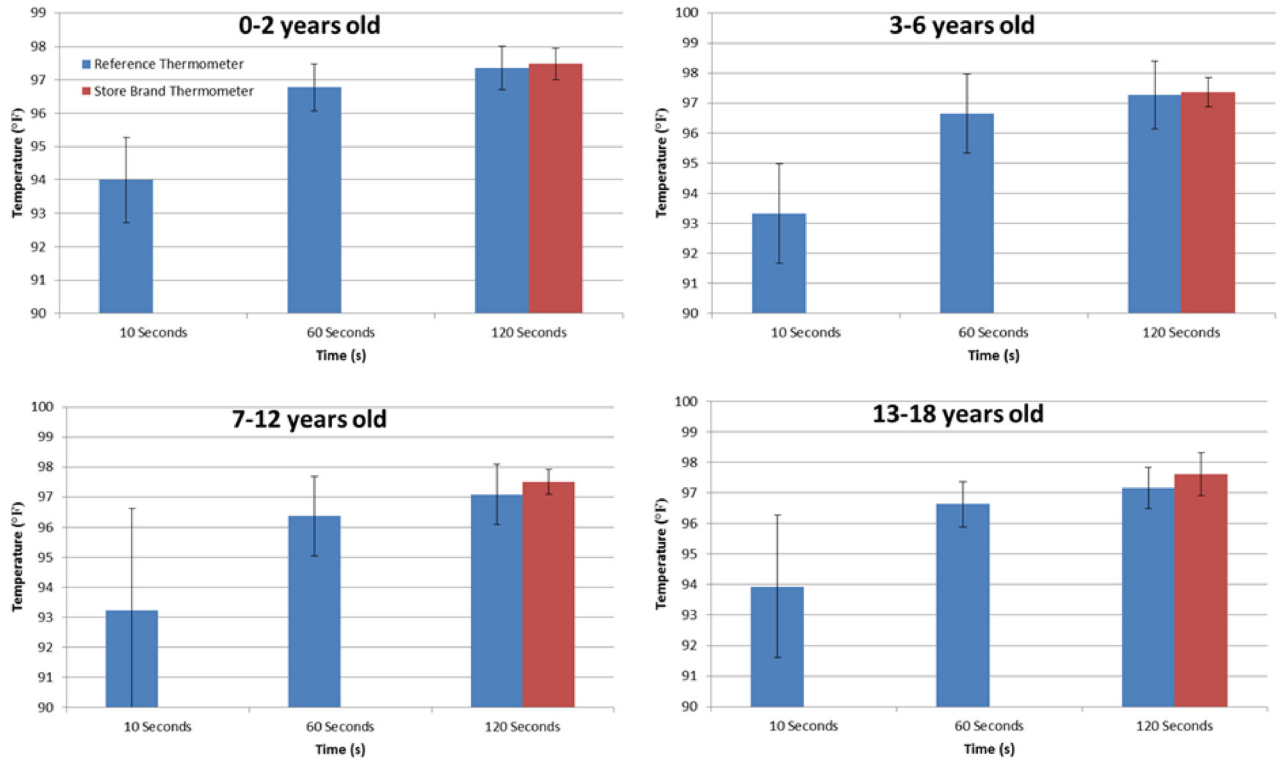 0-2 years old
Temperature (°F)
99
98
97
96
95
94
93
92
91
90
Reference Thermometer
Store Brand Thermometer
10 Seconds 60 Seconds 120 Seconds
Time (s)
3-6 years old
Temperature (°F)
100
99
98
97
96
95
94
93
92
91
90
10 Seconds 60 Seconds 120 Seconds
Time (s)
7-12 years old
Temperature (°F)
100
99
98
97
96
95
94
93
92
91
90
10 Seconds 60 Seconds 120 Seconds
Time (s)
13-18 years old
Temperature (°F)
100
99
98
97
96
95
94
93
92
91
90
10 Seconds 60 Seconds 120 Seconds
Time (s)